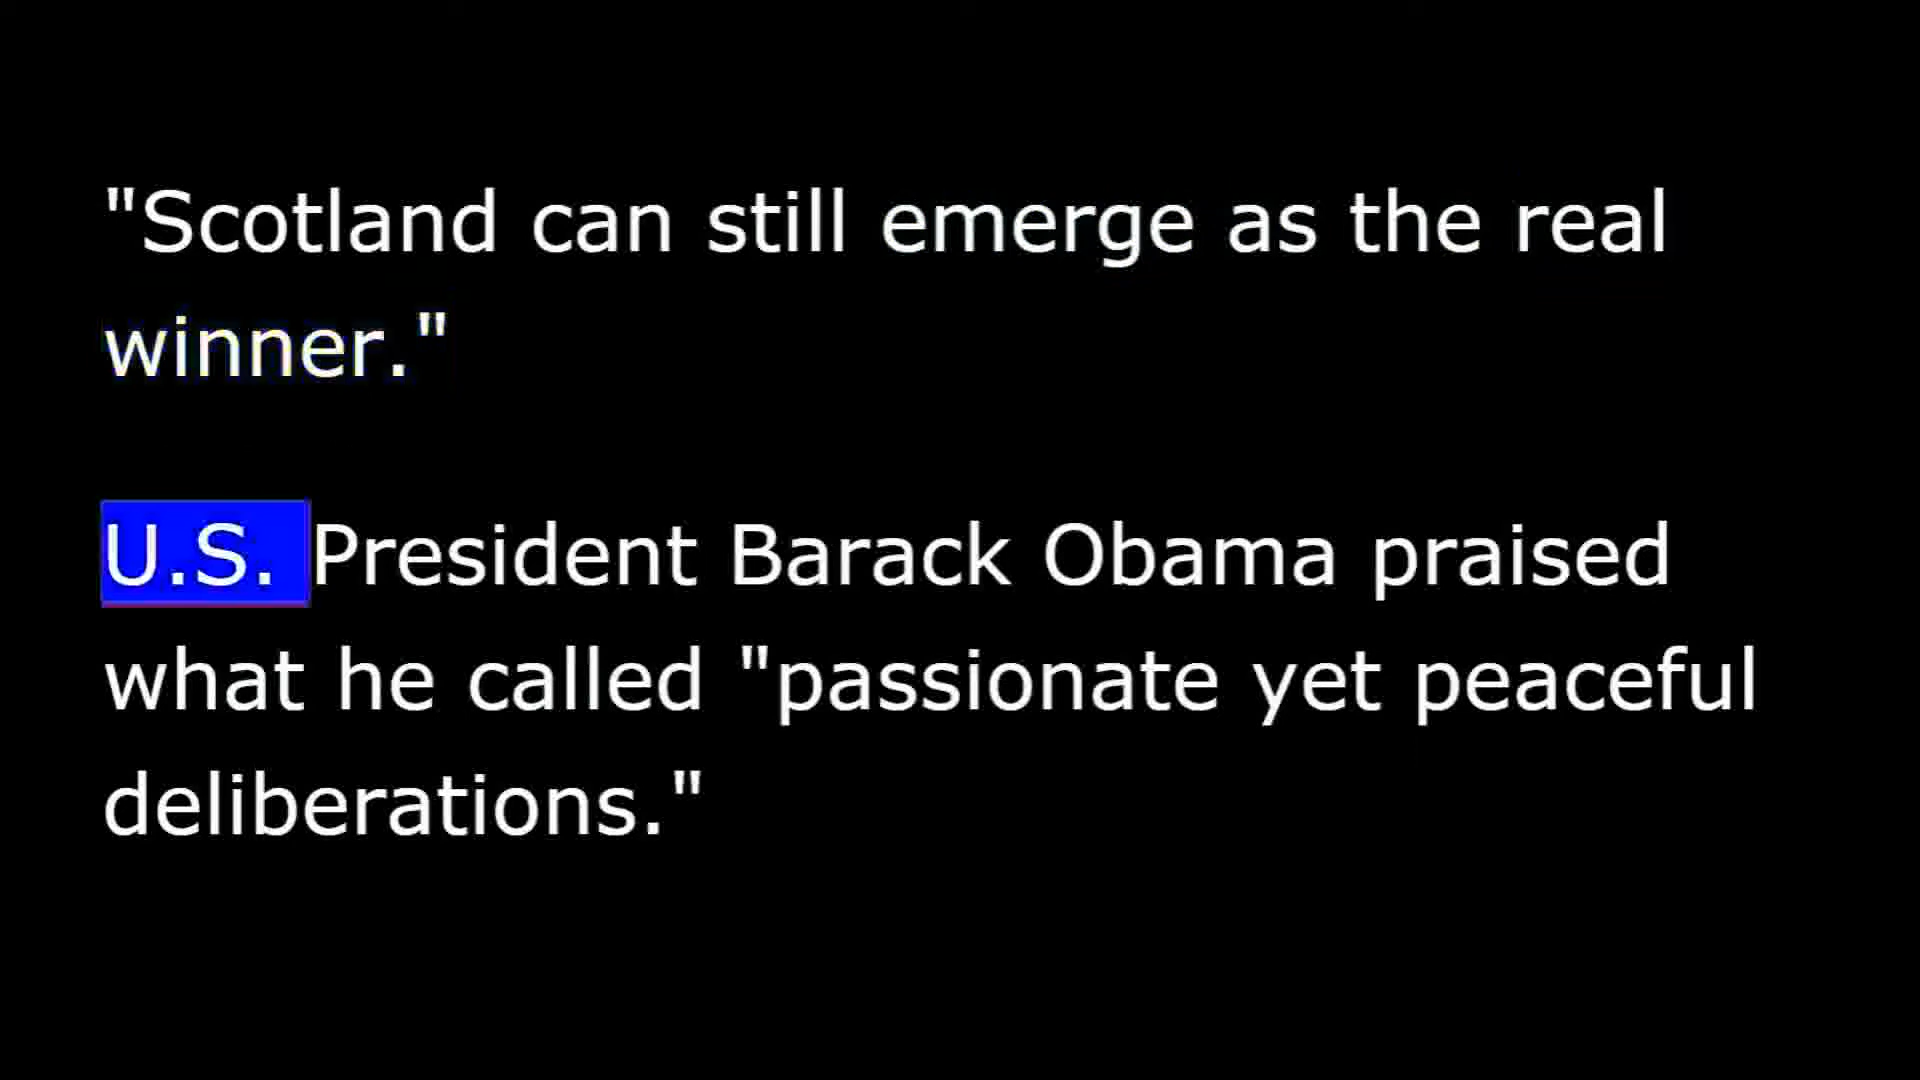 "Scotland can still emerge as the real
winner."
U.S. President Barack Obama praised
what he called "passionate yet peaceful
deliberations."